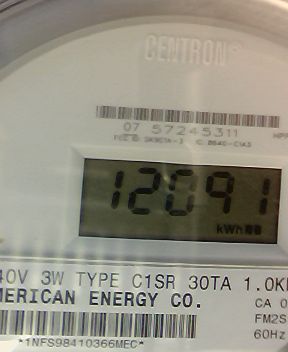 CENTRON®
07 57245311
12091
kWh
40V 3W TYPE C1SR 30TA 1.0K
MERICAN ENERGY CO.
CA 0
FM2S
60Hz
*1NFS98410366MEC*